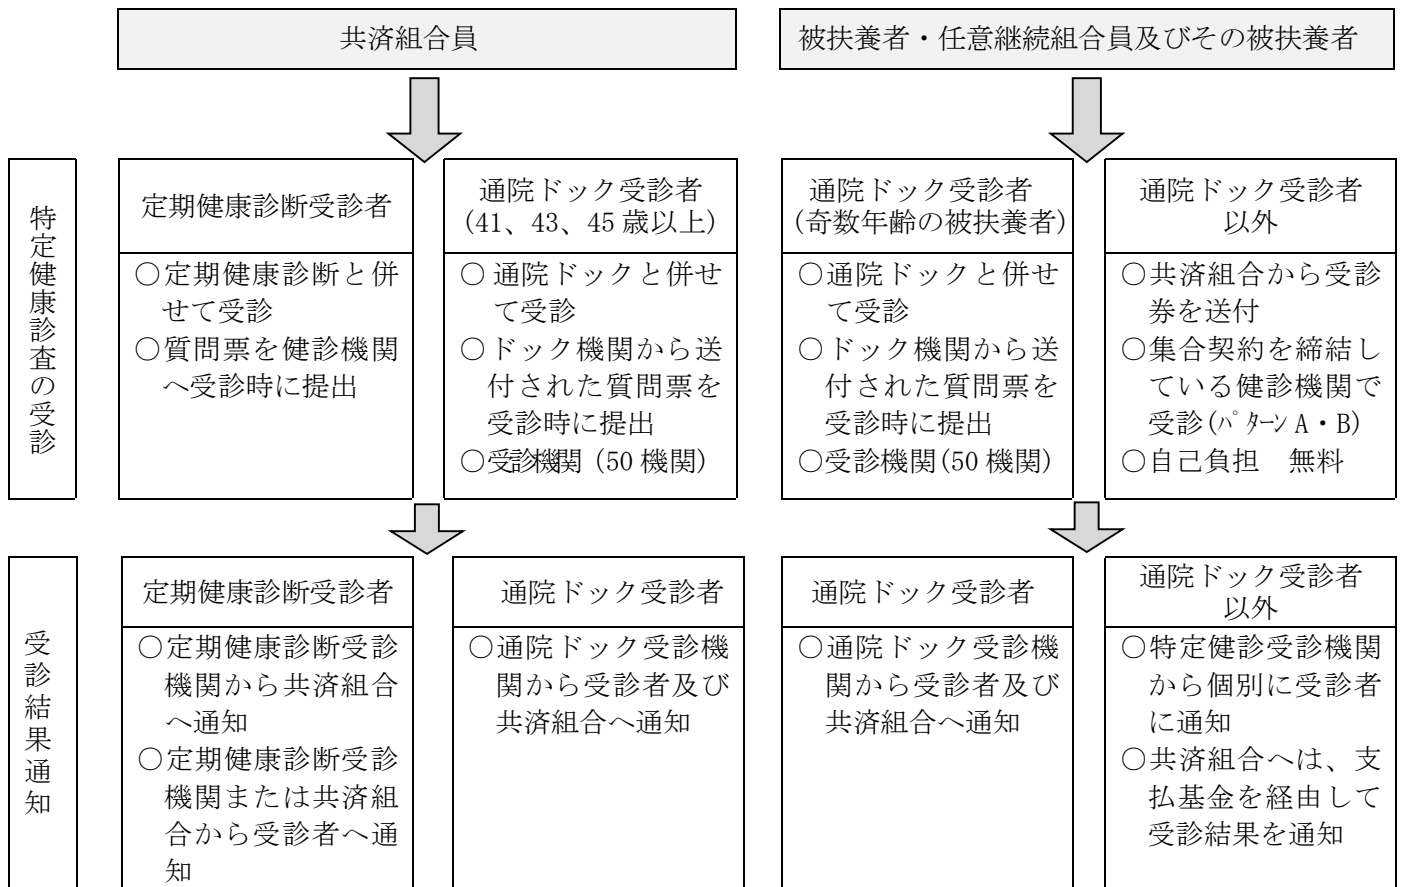 共済組合員
被扶養者・任意継続組合員及びその被扶養者
特定健康診査の受診
定期健康診断受診者
○定期健康診断と併
せて受診
○質問票を健診機関
へ受診時に提出
通院ドック受診者
(41、43、45 歳以上)
○ 通院ドックと併せ
て受診
○ドック機関から送
付された質問票を
受診時に提出
○受診機関 (50 機関)
通院ドック受診者
(奇数年齢の被扶養者)
○通院ドックと併せ
て受診
○ドック機関から送
付された質問票を
受診時に提出
○受診機関(50 機関)
通院ドック受診者
以外
○共済組合から受診
券を送付
○集合契約を締結し
ている健診機関で
受診(パターン A・B)
○自己負担　無料
受診結果通知
定期健康診断受診者
○定期健康診断受診
機関から共済組合
へ通知
○定期健康診断受診
機関または共済組
合から受診者へ通
知
通院ドック受診者
○通院ドック受診機
関から受診者及び
共済組合へ通知
通院ドック受診者
○通院ドック受診機
関から受診者及び
共済組合へ通知
通院ドック受診者
以外
○特定健診受診機関
から個別に受診者
に通知
○共済組合へは、支
払基金を経由して
受診結果を通知